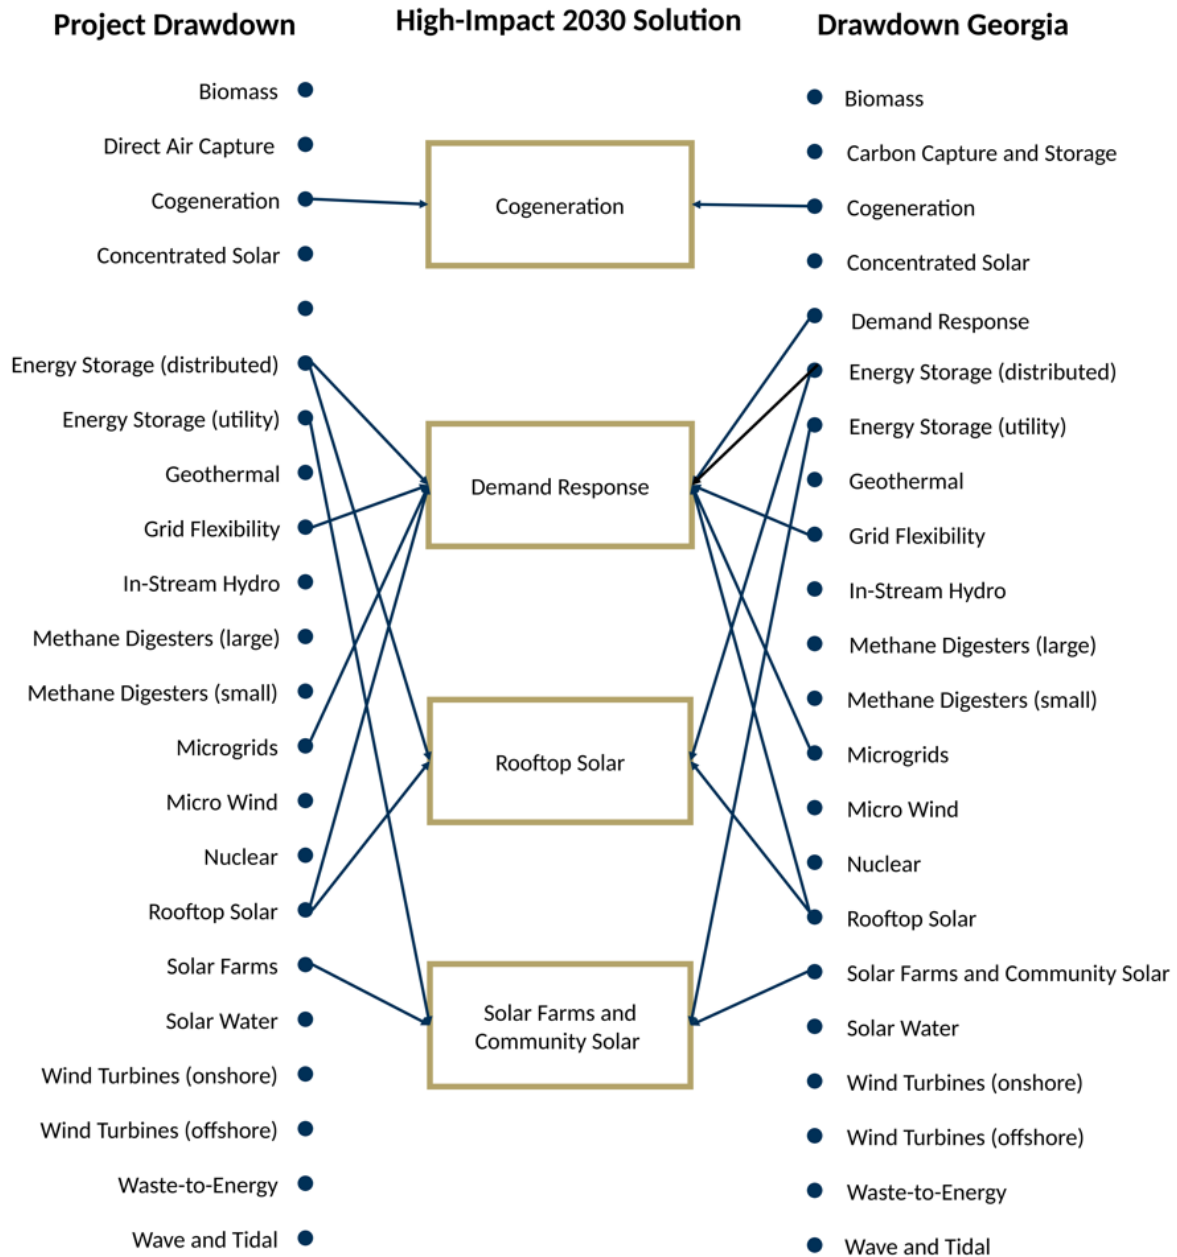 Project Drawdown
High-Impact 2030 Solution
Drawdown Georgia
Biomass
Direct Air Capture
Cogeneration
Concentrated Solar
Energy Storage (distributed)
Energy Storage (utility)
Geothermal
Grid Flexibility
In-Stream Hydro
Methane Digesters (large)
Methane Digesters (small)
Microgrids
Micro Wind
Nuclear
Rooftop Solar
Solar Farms
Solar Water
Wind Turbines (onshore)
Wind Turbines (offshore)
Waste-to-Energy
Wave and Tidal
Cogeneration
Demand Response
Rooftop Solar
Solar Farms and
Community Solar
Biomass
Carbon Capture and Storage
Cogeneration
Concentrated Solar
Demand Response
Energy Storage (distributed)
Energy Storage (utility)
Geothermal
Grid Flexibility
In-Stream Hydro
Methane Digesters (large)
Methane Digesters (small)
Microgrids
Micro Wind
Nuclear
Rooftop Solar
Solar Farms and Community Solar
Solar Water
Wind Turbines (onshore)
Wind Turbines (offshore)
Waste-to-Energy
Wave and Tidal